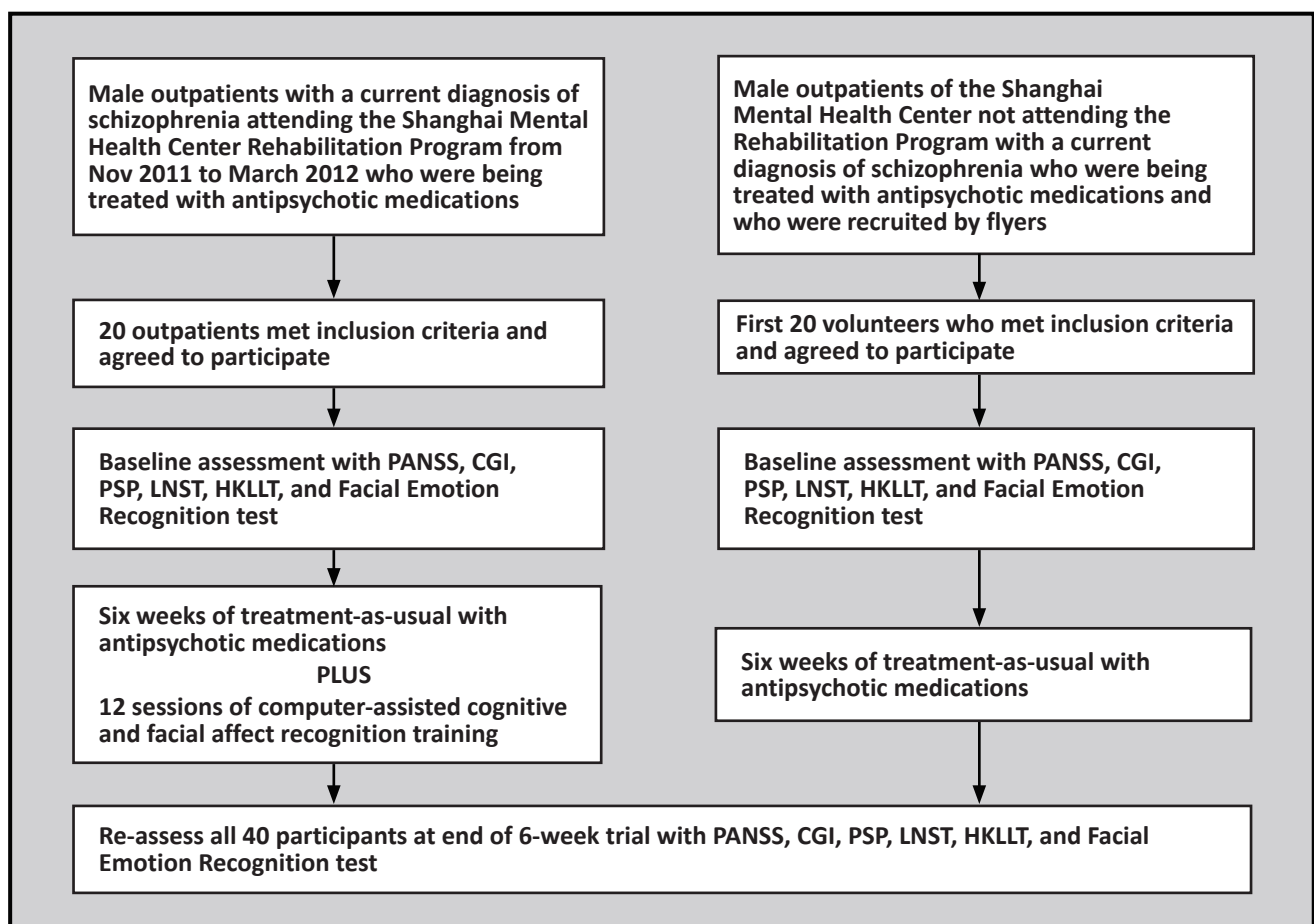 Male outpatients with a current diagnosis of
schizophrenia attending the Shanghai Mental
Health Center Rehabilitation Program from
Nov 2011 to March 2012 who were being
treated with antipsychotic medications
Male outpatients of the Shanghai
Mental Health Center not attending the
Rehabilitation Program with a current
diagnosis of schizophrenia who were being
treated with antipsychotic medications and
who were recruited by flyers
20 outpatients met inclusion criteria and
agreed to participate
First 20 volunteers who met inclusion criteria
and agreed to participate
Baseline assessment with PANSS, CGI,
PSP, LNST, HKLLT, and Facial Emotion
Recognition test
Baseline assessment with PANSS, CGI,
PSP, LNST, HKLLT, and Facial Emotion
Recognition test
Six weeks of treatment-as-usual with
antipsychotic medications
PLUS
12 sessions of computer-assisted cognitive
and facial affect recognition training
Six weeks of treatment-as-usual with
antipsychotic medications
Re-assess all 40 participants at end of 6-week trial with PANSS, CGI, PSP, LNST, HKLLT, and Facial
Emotion Recognition test